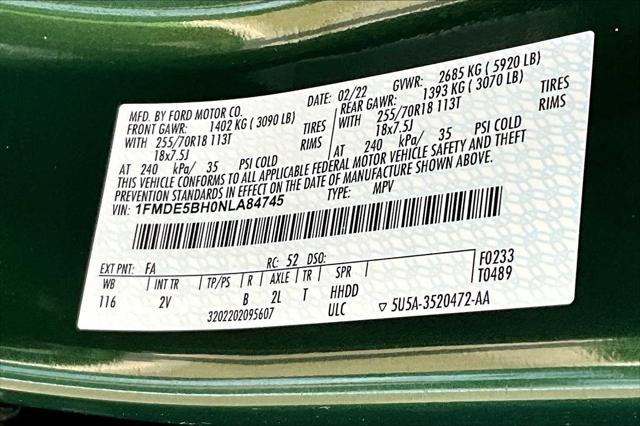 MFD. BY FORD MOTOR CO. DATE: 02/22 GVWR: 2685 KG ( 5920 LB)
FRONT GAWR: 1402 KG ( 3090 LB) REAR GAWR: 1393 KG ( 3070 LB)
WITH 255/70R18 113T TIRES WITH 255/70R18 113T TIRES
18x7.5J RIMS 18x7.5J RIMS
AT 240 kPa/ 35 PSI COLD AT 240 kPa/ 35 PSI COLD
THIS VEHICLE CONFORMS TO ALL APPLICABLE FEDERAL MOTOR VEHICLE SAFETY AND THEFT
PREVENTION STANDARDS IN EFFECT ON THE DATE OF MANUFACTURE SHOWN ABOVE.
VIN: 1FMDE5BH0NLA84745 TYPE: MPV
EXT PNT: FA RC: 52 DSO: F0233
WB INT TR TP/PS R AXLE TR SPR T0489
116 2V B 2L T HHDD
3202202095607 ULC 5U5A-3520472-AA